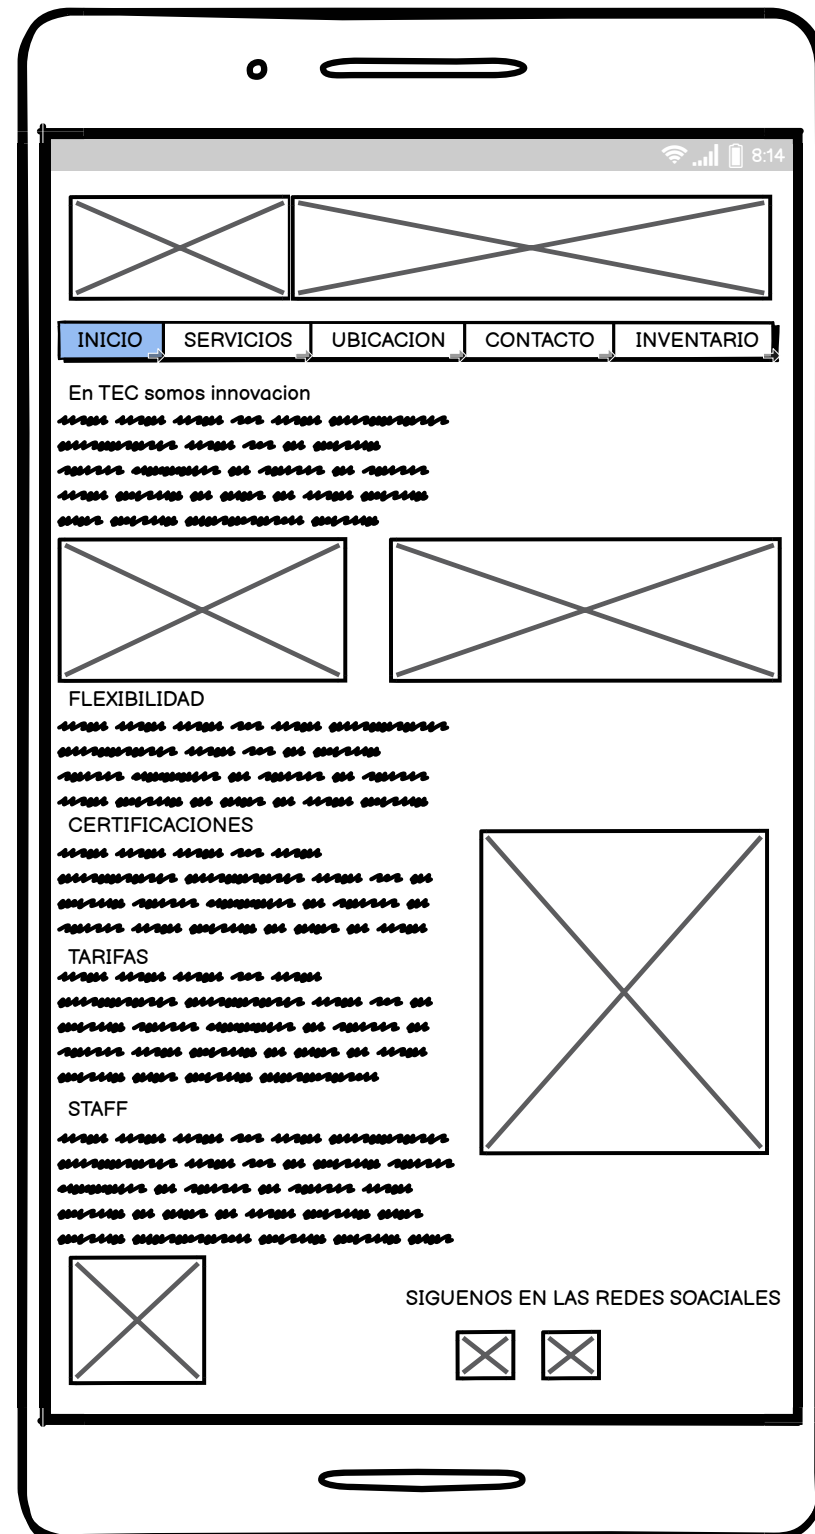 8:14
INICIO SERVICIOS UBICACION CONTACTO INVENTARIO
En TEC somos innovacion
FLEXIBILIDAD
CERTIFICACIONES
TARIFAS
STAFF
SIGUENOS EN LAS REDES SOACIALES